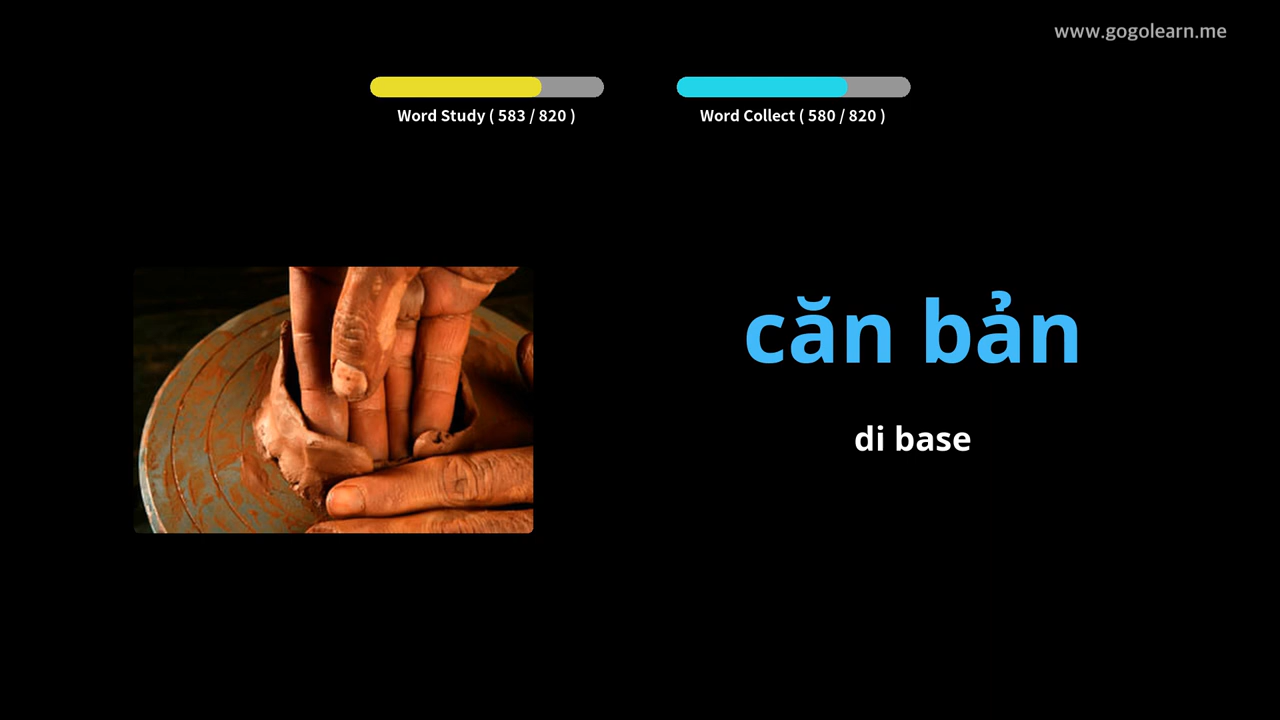 www.gogolearn.me
Word Study ( 583 / 820 )
Word Collect ( 580 / 820 )
căn bản
di base